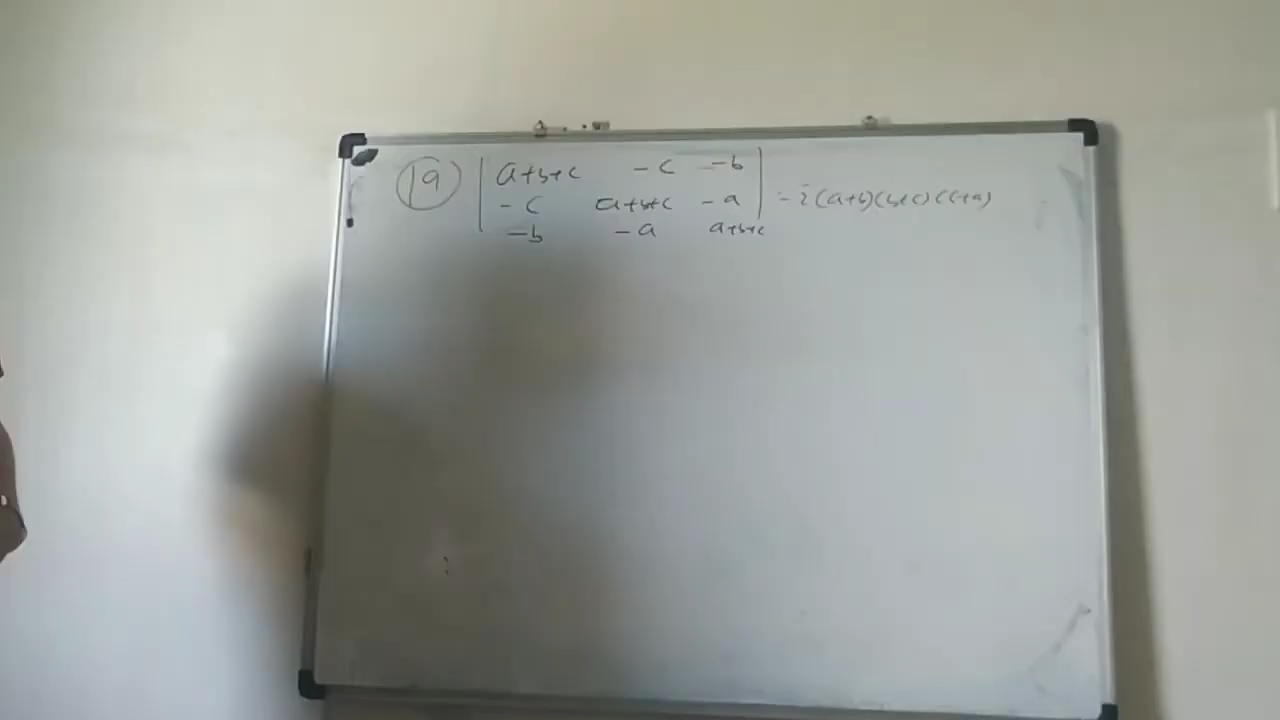 19 | a+b+c -c -b |
| -c a+b+c -a | = 2(a+b)(b+c)(c+a)
-b -a a+b+c